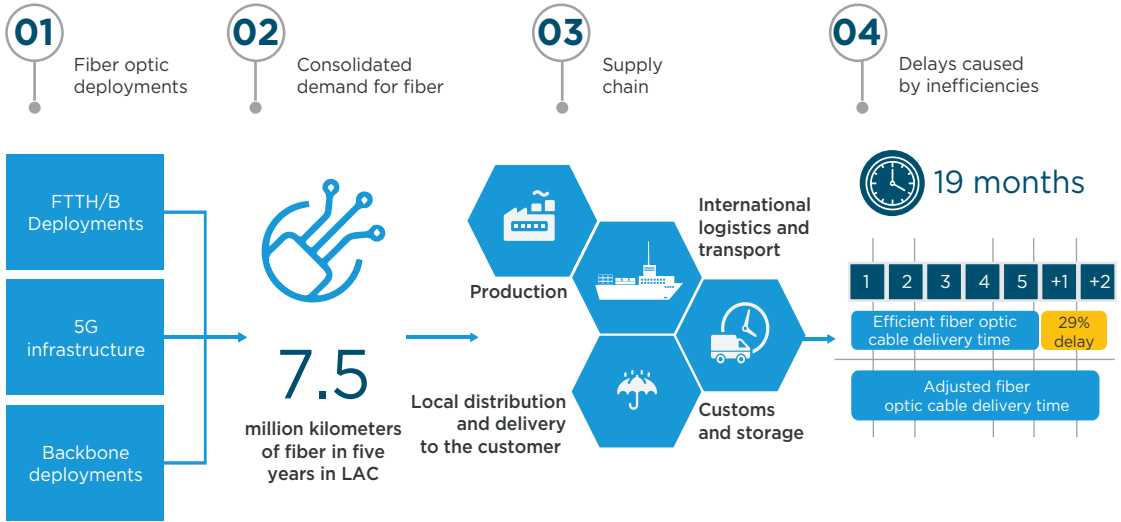 01
Fiber optic
deployments
02
Consolidated
demand for fiber
03
Supply
chain
04
Delays caused
by inefficiencies
FTTH/B
Deployments
5G
infrastructure
Backbone
deployments
7.5
million kilometers
of fiber in five
years in LAC
Production
International
logistics and
transport
Local distribution
and delivery
to the customer
Customs
and storage
19 months
1 2 3 4 5 +1 +2
Efficient fiber optic
cable delivery time
29%
delay
Adjusted fiber
optic cable delivery time